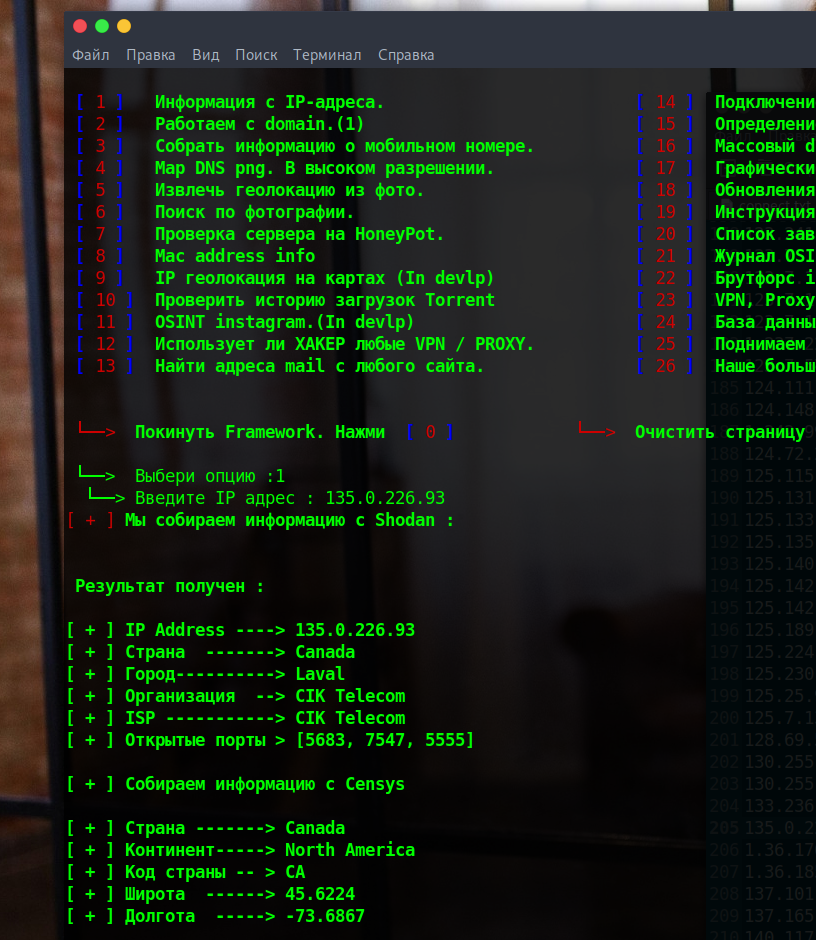 Файл Правка Вид Поиск Терминал Справка
[ 1 ] Информация с IP-адреса. [ 14 ] Подключени
[ 2 ] Работаем с domain.(1) [ 15 ] Определени
[ 3 ] Собрать информацию о мобильном номере. [ 16 ] Массовый d
[ 4 ] Map DNS png. В высоком разрешении. [ 17 ] Графически
[ 5 ] Извлечь геолокацию из фото. [ 18 ] Обновления
[ 6 ] Поиск по фотографии. [ 19 ] Инструкция
[ 7 ] Проверка сервера на HoneyPot. [ 20 ] Список зав
[ 8 ] Mac address info [ 21 ] Журнал OSI
[ 9 ] IP геолокация на картах (In devlp) [ 22 ] Брутфорс i
[ 10 ] Проверить историю загрузок Torrent [ 23 ] VPN, Proxy
[ 11 ] OSINT instagram.(In devlp) [ 24 ] База данны
[ 12 ] Использует ли ХАКЕР любые VPN / PROXY. [ 25 ] Поднимаем
[ 13 ] Найти адреса mail с любого сайта. [ 26 ] Наше больш
└──> Покинуть Framework. Нажми [ 0 ] └──> Очистить страницу
└──> Выбери опцию :1
└──> Введите IP адрес : 135.0.226.93
[ + ] Мы собираем информацию с Shodan :
Результат получен :
[ + ] IP Address ----> 135.0.226.93
[ + ] Страна -------> Canada
[ + ] Город----------> Laval
[ + ] Организация --> CIK Telecom
[ + ] ISP -----------> CIK Telecom
[ + ] Открытые порты > [5683, 7547, 5555]
[ + ] Собираем информацию с Censys
[ + ] Страна -------> Canada
[ + ] Континент-----> North America
[ + ] Код страны -- > CA
[ + ] Широта ------> 45.6224
[ + ] Долгота -----> -73.6867
185 124.111
186 124.148
188 124.72.
189 125.115
190 125.131
191 125.133
192 125.135
193 125.140
194 125.142
195 125.142
196 125.189
197 125.224
198 125.230
199 125.25.
200 125.7.1
201 128.69.
202 130.255
203 130.255
204 133.236
205 135.0.2
206 1.36.17
207 1.36.18
208 137.101
209 137.165
210 140.117